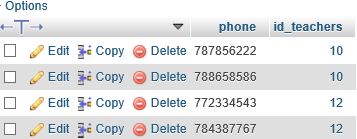 Options
phone id_teachers
Edit Copy Delete 787856222 10
Edit Copy Delete 788658586 10
Edit Copy Delete 772334543 12
Edit Copy Delete 784387767 12